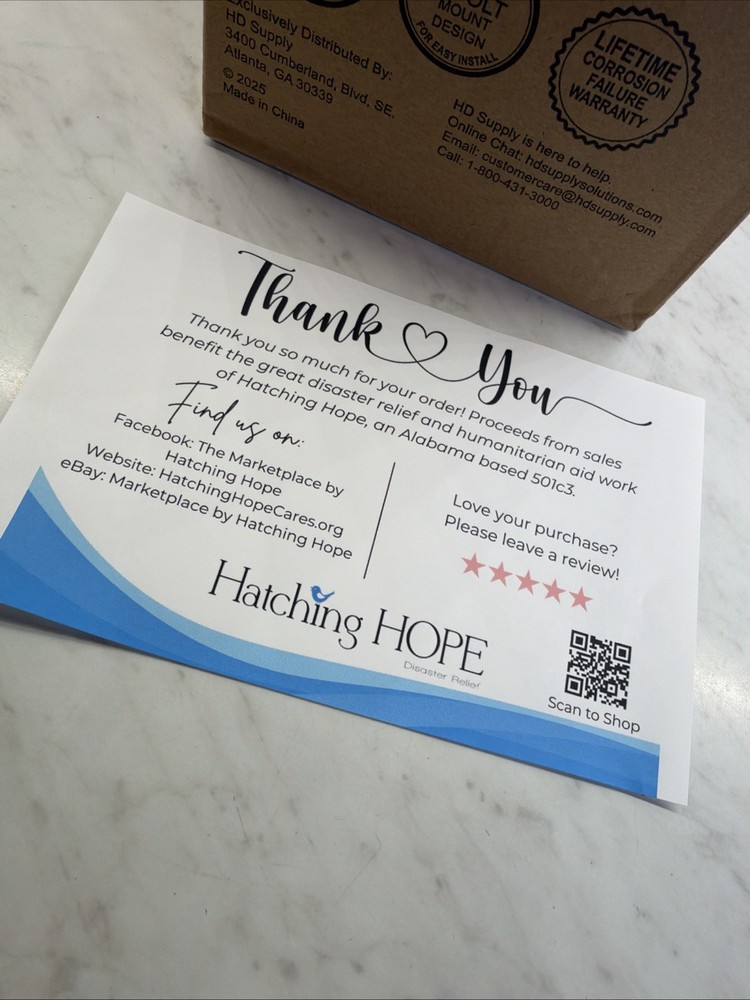 Exclusively Distributed By:
HD Supply
3400 Cumberland, Blvd, SE.
Atlanta, GA 30339
© 2025
Made in China
MOUNT
DESIGN
FOR EASY INSTALL
LIFETIME
CORROSION
FAILURE
WARRANTY
HD Supply is here to help.
Online Chat: hdsupplysolutions.com
Email: customercare@hdsupply.com
Call: 1-800-431-3000
Thank You
Thank you so much for your order! Proceeds from sales
benefit the great disaster relief and humanitarian aid work
of Hatching Hope, an Alabama based 501c3.
Find us on:
Facebook: The Marketplace by
Hatching Hope
Website: HatchingHopeCares.org
eBay: Marketplace by Hatching Hope
Love your purchase?
Please leave a review!
Hatching HOPE
Disaster Relief
Scan to Shop